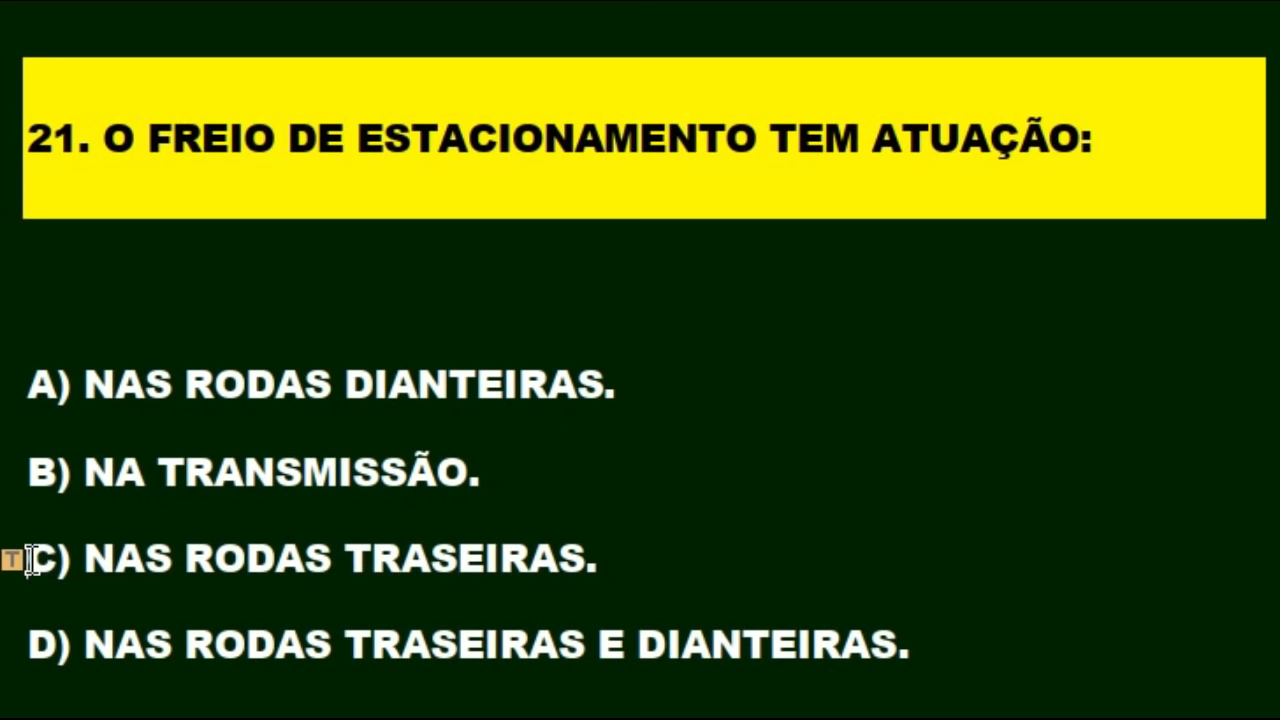 21. O FREIO DE ESTACIONAMENTO TEM ATUAÇÃO:
A) NAS RODAS DIANTEIRAS.
B) NA TRANSMISSÃO.
T C) NAS RODAS TRASEIRAS.
D) NAS RODAS TRASEIRAS E DIANTEIRAS.